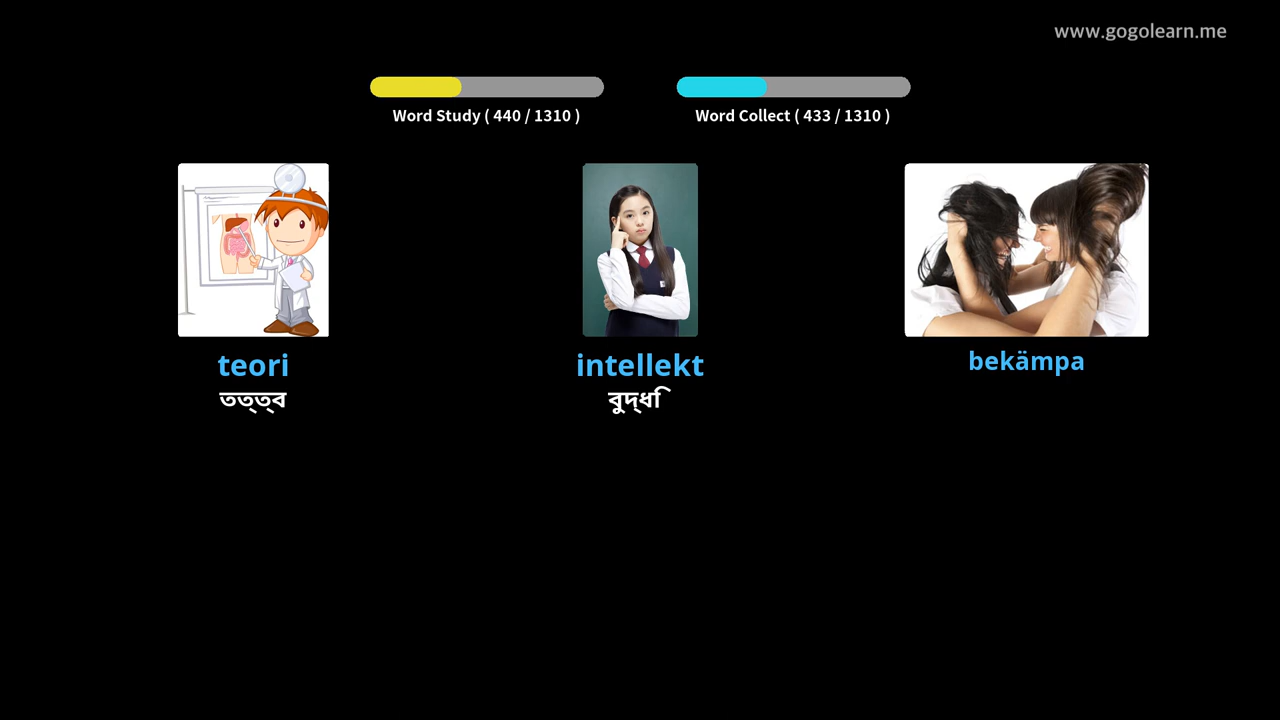 www.gogolearn.me
Word Study ( 440 / 1310 )
Word Collect ( 433 / 1310 )
teori
তত্ত্ব
intellekt
বুদ্ধি
bekämpa